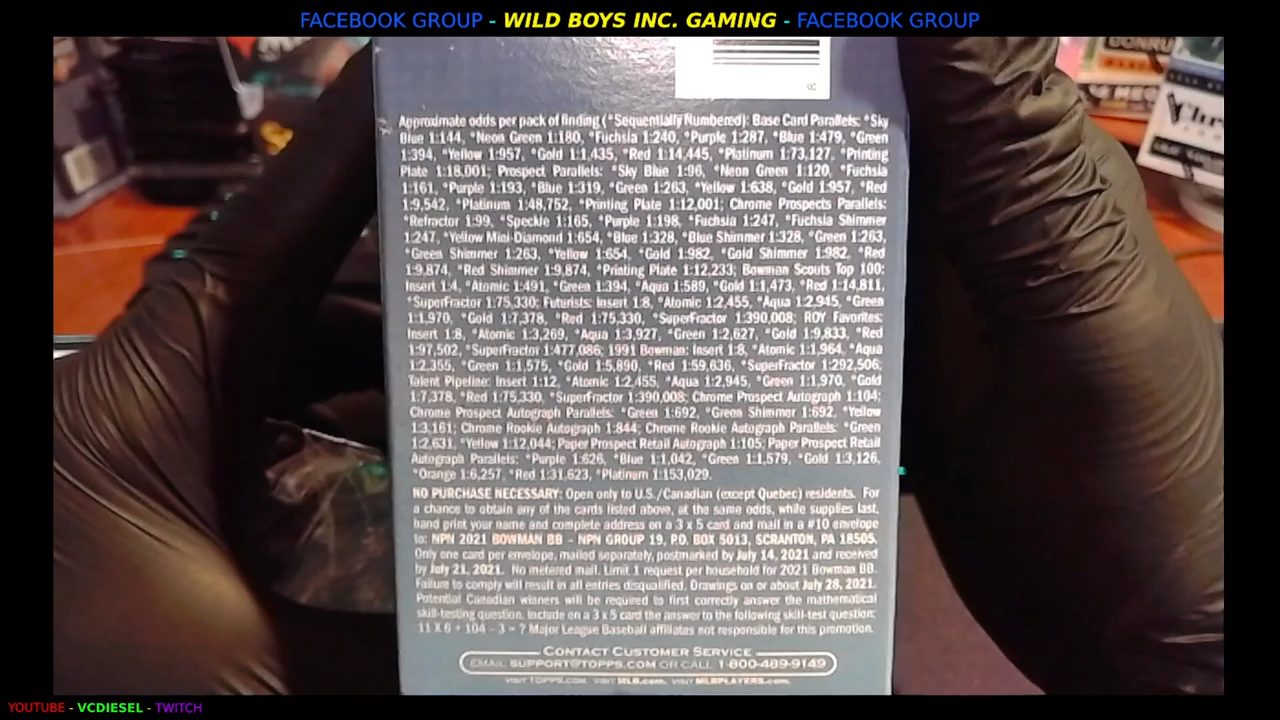 FACEBOOK GROUP - WILD BOYS INC. GAMING - FACEBOOK GROUP
Approximate odds per pack of finding (*Sequentially Numbered): Base Card Parallels: *Sky
Blue 1:144, *Neon Green 1:180, *Fuchsia 1:240, *Purple 1:287, *Blue 1:479, *Green
1:394, *Yellow 1:957, *Gold 1:1,435, *Red 1:14,445, *Platinum 1:73,127, *Printing
Plate 1:18,001; Prospect Parallels: *Sky Blue 1:96, *Neon Green 1:120, *Fuchsia
1:161, *Purple 1:193, *Blue 1:319, *Green 1:263, *Yellow 1:638, *Gold 1:957, *Red
1:9,542, *Platinum 1:48,752, *Printing Plate 1:12,001; Chrome Prospects Parallels:
*Refractor 1:99, *Speckle 1:165, *Purple 1:198, *Fuchsia 1:247, *Fuchsia Shimmer
1:247, *Yellow Mini-Diamond 1:654, *Blue 1:328, *Blue Shimmer 1:328, *Green 1:263,
*Green Shimmer 1:263, *Yellow 1:654, *Gold 1:982, *Gold Shimmer 1:982, *Red
1:9,874, *Red Shimmer 1:9,874, *Printing Plate 1:12,233; Bowman Scouts Top 100:
Insert 1:4, *Atomic 1:491, *Green 1:394, *Aqua 1:589, *Gold 1:1,473, *Red 1:14,811,
*SuperFractor 1:75,330; Futurists: Insert 1:8, *Atomic 1:2,455, *Aqua 1:2,945, *Green
1:1,970, *Gold 1:7,378, *Red 1:75,330, *SuperFractor 1:390,008; ROY Favorites:
Insert 1:8, *Atomic 1:3,269, *Aqua 1:3,927, *Green 1:2,627, *Gold 1:9,833, *Red
1:97,502, *SuperFractor 1:477,086; 1991 Bowman: Insert 1:8, *Atomic 1:1,964, *Aqua
1:2,355, *Green 1:1,575, *Gold 1:5,890, *Red 1:59,636, *SuperFractor 1:292,506;
Talent Pipeline: Insert 1:12, *Atomic 1:2,455, *Aqua 1:2,945, *Green 1:1,970, *Gold
1:7,378, *Red 1:75,330, *SuperFractor 1:390,008; Chrome Prospect Autograph 1:104;
Chrome Prospect Autograph Parallels: *Green 1:692, *Green Shimmer 1:692, *Yellow
1:3,161; Chrome Rookie Autograph 1:844; Chrome Rookie Autograph Parallels: *Green
1:2,631, *Yellow 1:12,044; Paper Prospect Retail Autograph 1:105; Paper Prospect Retail
Autograph Parallels: *Purple 1:626, *Blue 1:1,042, *Green 1:1,579, *Gold 1:3,126,
*Orange 1:6,257, *Red 1:31,623, *Platinum 1:153,029.
NO PURCHASE NECESSARY: Open only to U.S./Canadian (except Quebec) residents. For
a chance to obtain any of the cards listed above, at the same odds, while supplies last,
hand print your name and complete address on a 3 x 5 card and mail in a #10 envelope
to: NPN 2021 BOWMAN BB - NPN GROUP 19, P.O. BOX 5013, SCRANTON, PA 18505.
Only one card per envelope, mailed separately, postmarked by July 14, 2021 and received
by July 21, 2021. No metered mail. Limit 1 request per household for 2021 Bowman BB.
Failure to comply will result in all entries disqualified. Drawings on or about July 28, 2021.
Potential Canadian winners will be required to first correctly answer the mathematical
skill-testing question. Include on a 3 x 5 card the answer to the following skill-test question:
11 X 6 + 104 - 3 = ? Major League Baseball affiliates not responsible for this promotion.
CONTACT CUSTOMER SERVICE
EMAIL SUPPORT@TOPPS.COM OR CALL 1-800-489-9149
VISIT TOPPS.COM. VISIT MLB.com. VISIT MLBPLAYERS.com.
YOUTUBE - VCDIESEL - TWITCH